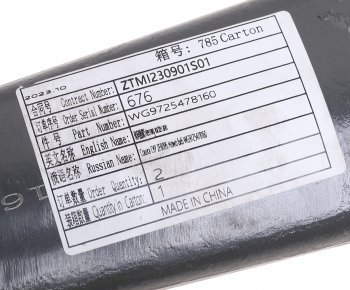 箱号: 785 Carton
2023.10
合同号 Contract Number: ZTMI230901S01
订单序号 Order Serial Number: 676
件 号 Part Number: WG9725478160
英文名称 English Name:
俄语名称 Russian Name:
订单数量 Order Quantity: 2
装箱数量 Quantity in Carton: 1
MADE IN CHINA